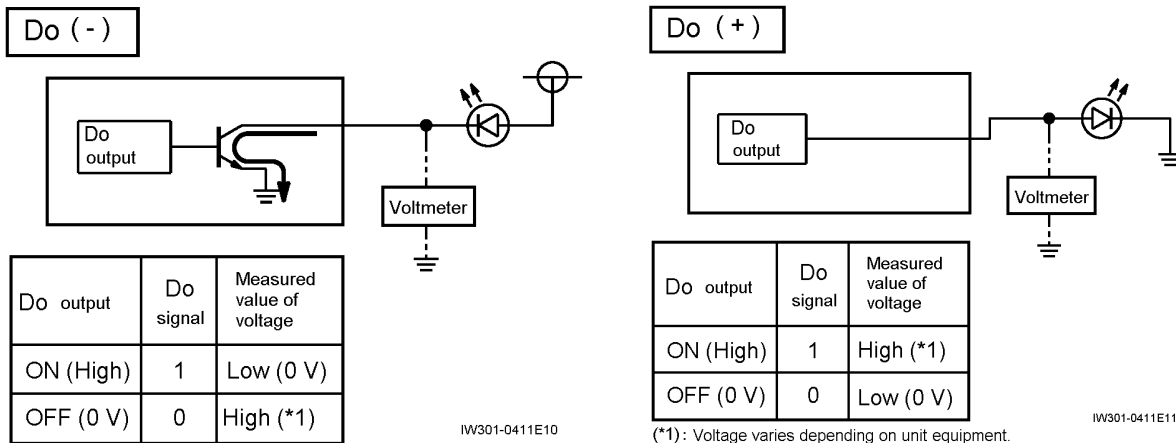 Do (-)
Do
output
Voltmeter
Do output
Do
signal
Measured
value of
voltage
ON (High)
1
Low (0 V)
OFF (0 V)
0
High (*1)
IW301-0411E10
Do (+)
Do
output
Voltmeter
Do output
Do
signal
Measured
value of
voltage
ON (High)
1
High (*1)
OFF (0 V)
0
Low (0 V)
IW301-0411E11
(*1): Voltage varies depending on unit equipment.